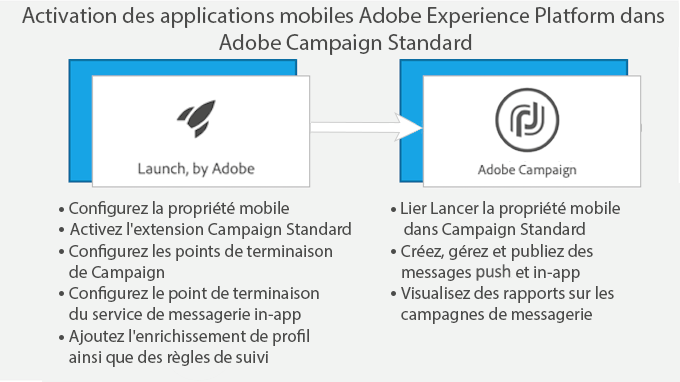 Activation des applications mobiles Adobe Experience Platform dans
Adobe Campaign Standard
Launch, by Adobe
• Configurez la propriété mobile
• Activez l'extension Campaign Standard
• Configurez les points de terminaison
de Campaign
• Configurez le point de terminaison
du service de messagerie in-app
• Ajoutez l'enrichissement de profil
ainsi que des règles de suivi
Adobe Campaign
• Lier Lancer la propriété mobile
dans Campaign Standard
• Créez, gérez et publiez des
messages push et in-app
• Visualisez des rapports sur les
campagnes de messagerie